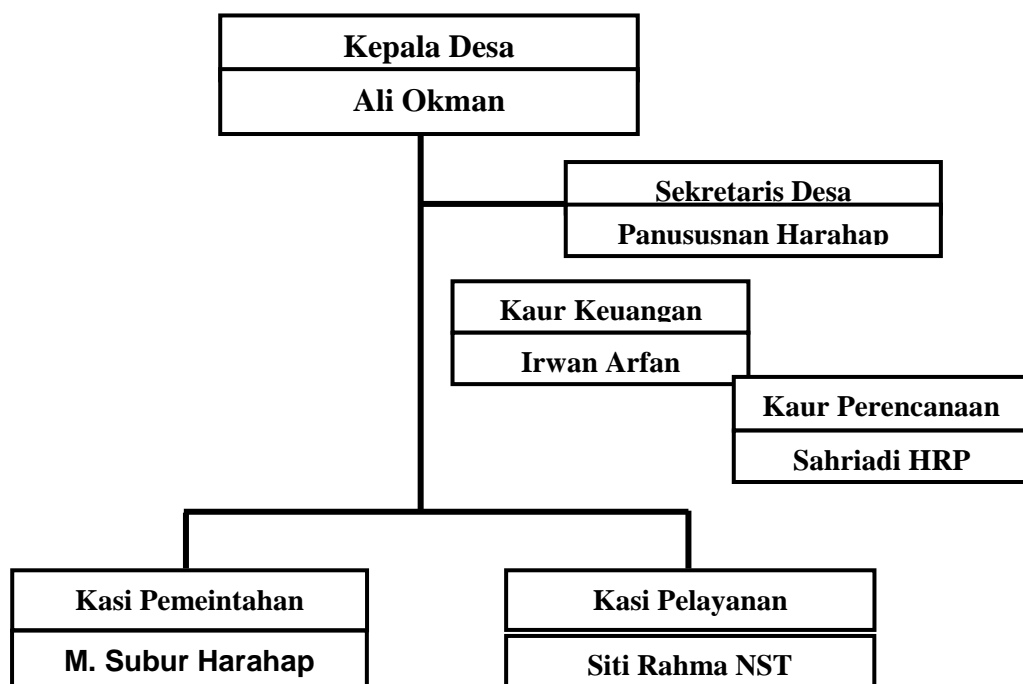 Kepala Desa
Ali Okman
Sekretaris Desa
Panususnan Harahap
Kaur Keuangan
Irwan Arfan
Kaur Perencanaan
Sahriadi HRP
Kasi Pemeintahan
M. Subur Harahap
Kasi Pelayanan
Siti Rahma NST